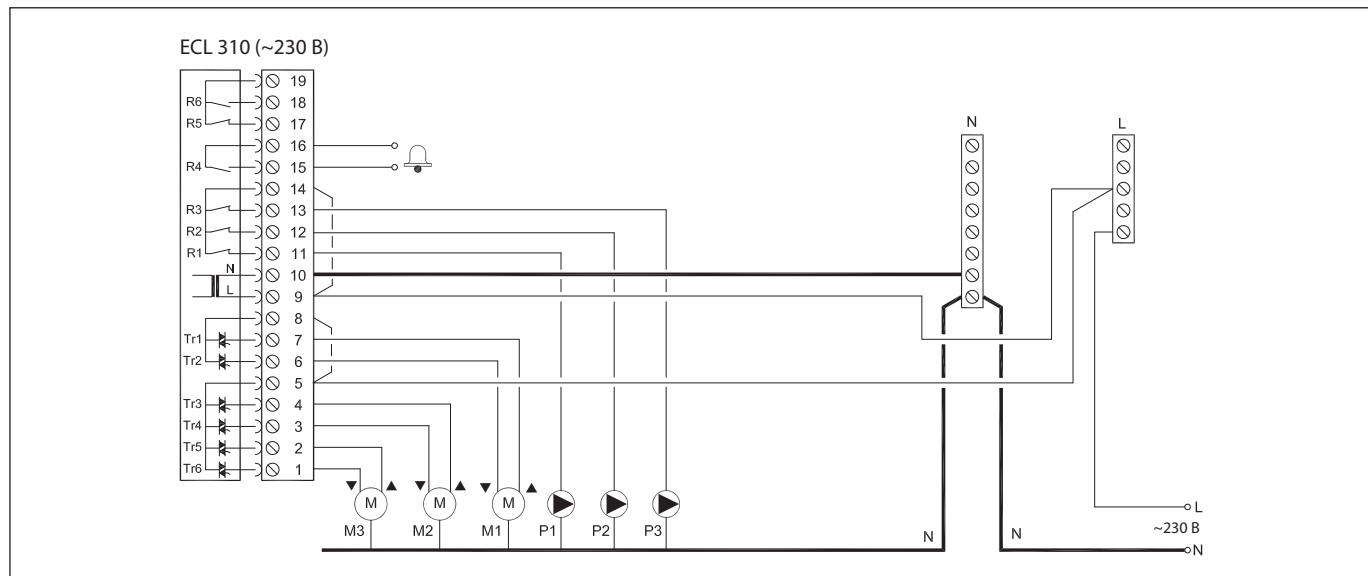 ECL 310 (~230 В)
19
R6 18
R5 17
16
R4 15
14
R3 13
R2 12
R1 11
N 10
L 9
8
Tr1 7
Tr2 6
5
Tr3 4
Tr4 3
Tr5 2
Tr6 1
N
L
M M M
M3 M2 M1 P1 P2 P3
N N
L
~230 В
N